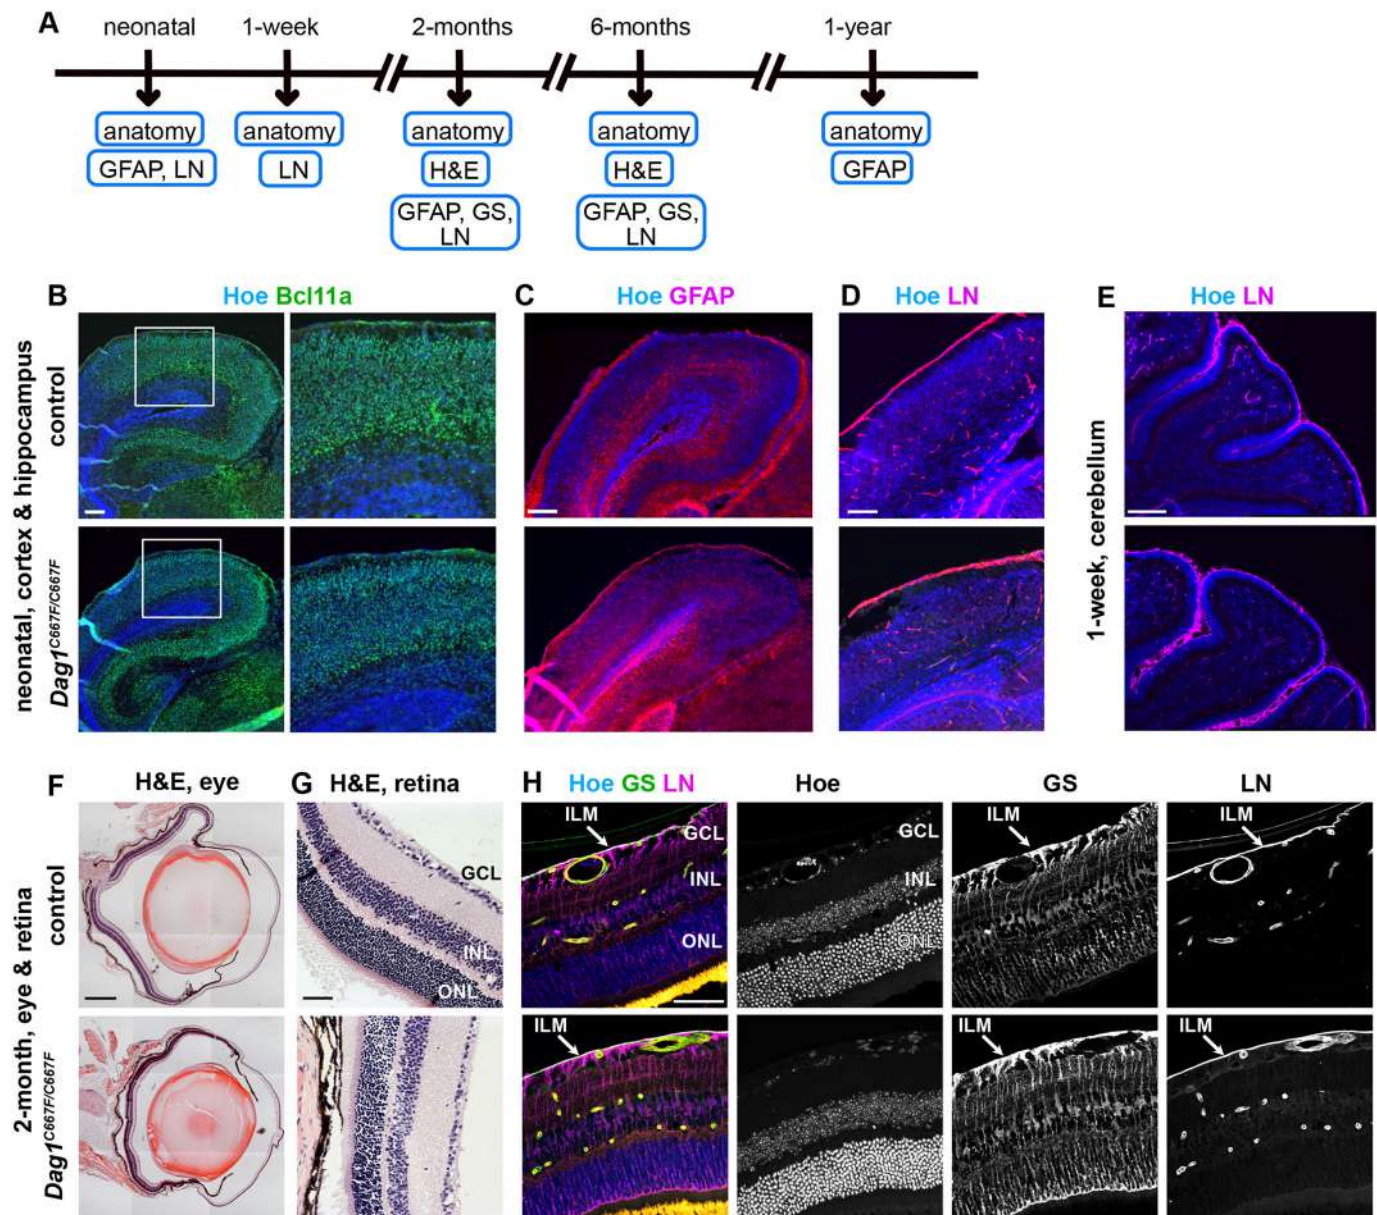 A
neonatal 1-week 2-months 6-months 1-year
anatomy anatomy anatomy anatomy anatomy
GFAP, LN LN H&E H&E GFAP
GFAP, GS, LN GFAP, GS, LN
B Hoe Bcl11a C Hoe GFAP D Hoe LN E Hoe LN
neonatal, cortex & hippocampus
control
Dag1C667F/C667F
1-week, cerebellum
F H&E, eye G H&E, retina H Hoe GS LN Hoe GS LN
2-month, eye & retina
control
GCL
INL
ONL
ILM
GCL
INL
ONL
GCL
INL
ONL
ILM
ILM
Dag1C667F/C667F
ILM
ILM
ILM